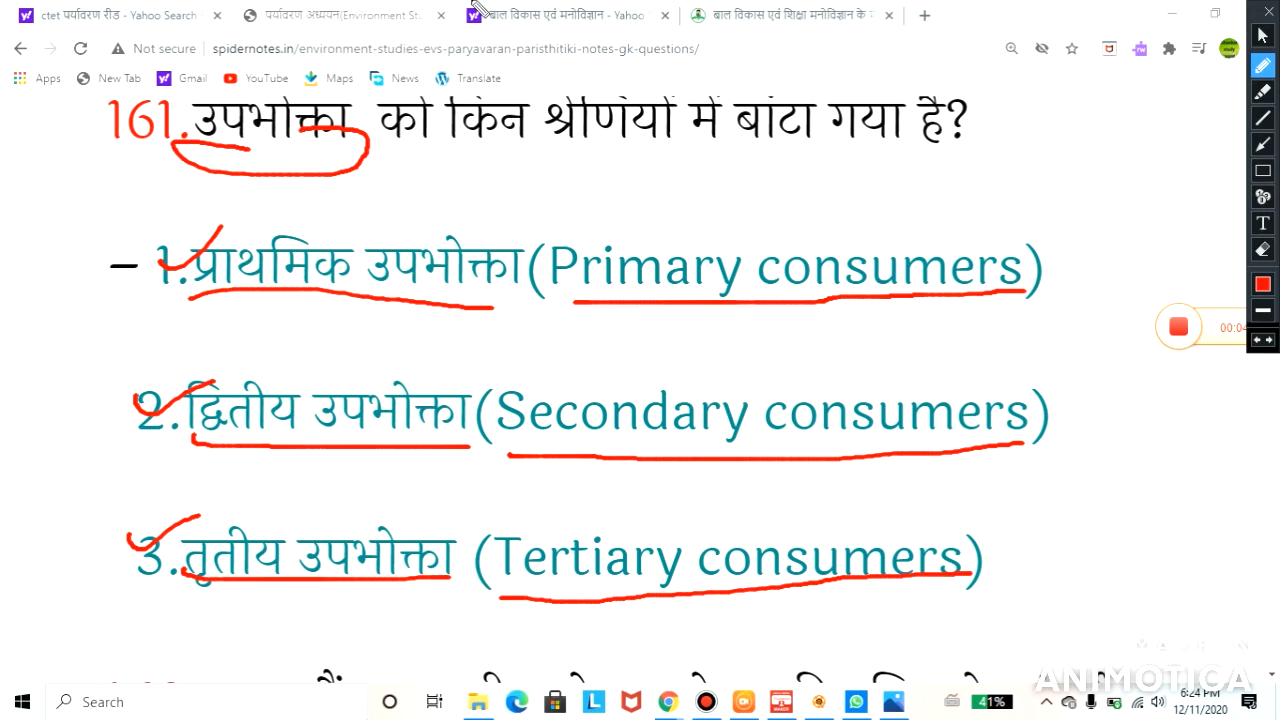 ctet पर्यावरण रीड - Yahoo Search
पर्यावरण अध्ययन(Environment St
बाल विकास एवं मनोविज्ञान - Yahoo
बाल विकास एवं शिक्षा मनोविज्ञान के
Not secure spidernotes.in/environment-studies-evs-paryavaran-paristhitiki-notes-gk-questions/
Apps New Tab Gmail YouTube Maps News Translate
161.उपभोक्ता को किन श्रेणियों में बांटा गया है?
– 1.प्राथमिक उपभोक्ता(Primary consumers)
00:04
2.द्वितीय उपभोक्ता(Secondary consumers)
3.तृतीय उपभोक्ता (Tertiary consumers)
ANIMOTICA
Search
41%
6:24 PM
12/11/2020